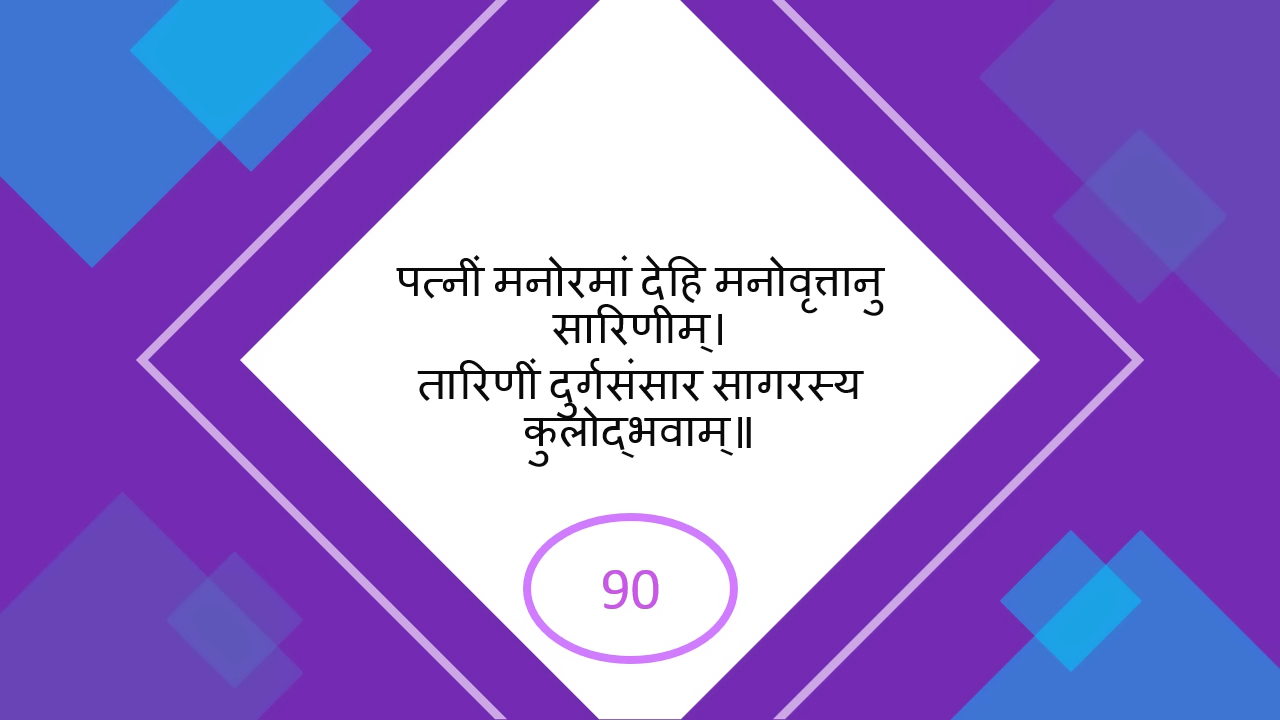 पत्नीं मनोरमां देहि मनोवृत्तानु
सारिणीम्।
तारिणीं दुर्गसंसार सागरस्य
कुलोद्‌भवाम्॥
90